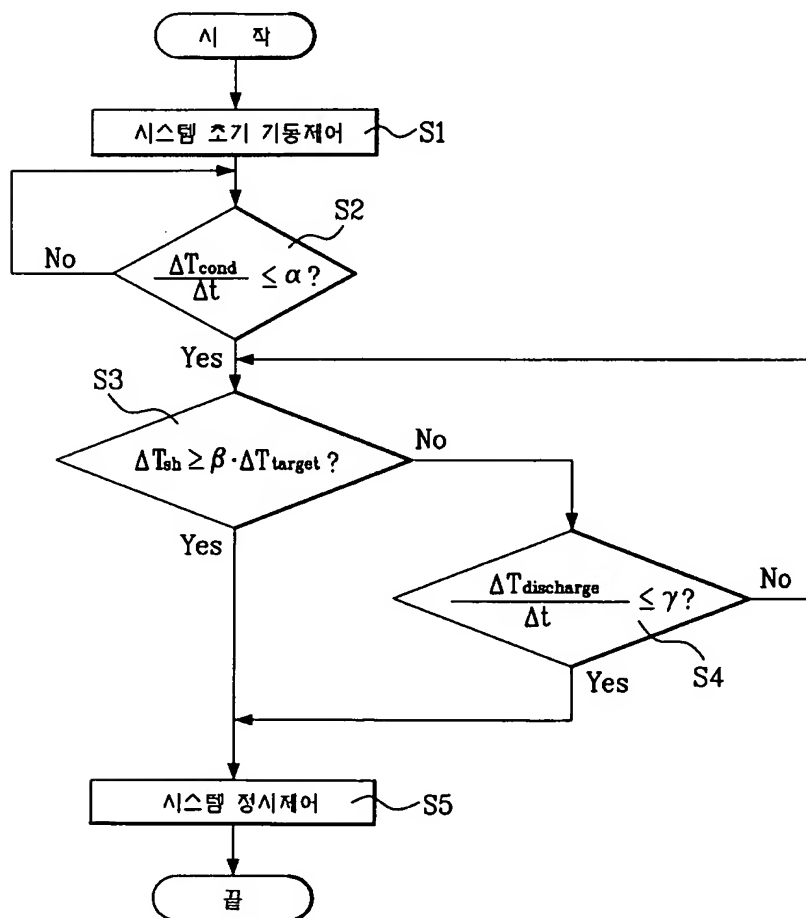 시 작
시스템 초기 기동제어 S1
S2
No
ΔTcond/Δt ≤ α?
Yes
S3
No
ΔTsh ≥ β·ΔTtarget?
Yes
ΔTdischarge/Δt ≤ γ?
No
S4
Yes
시스템 정시제어 S5
끝